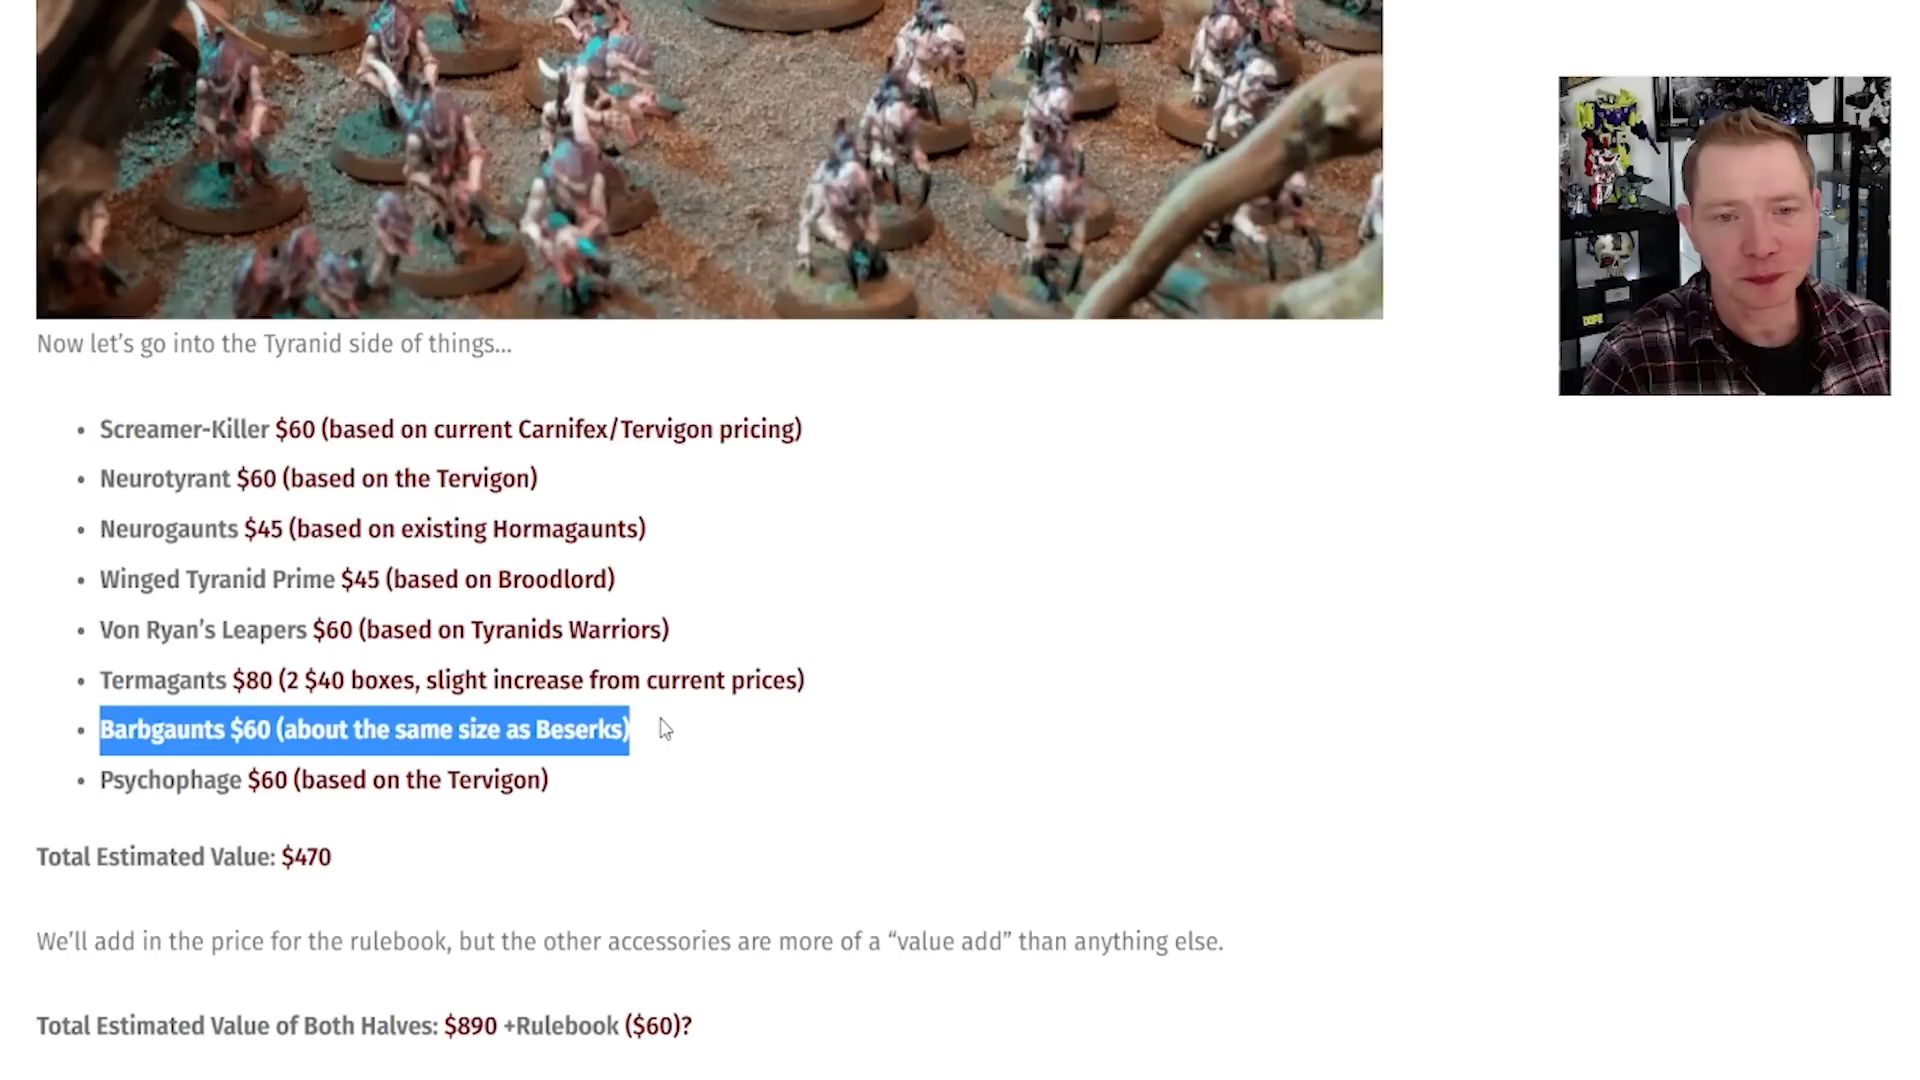 Now let's go into the Tyranid side of things...
• Screamer-Killer $60 (based on current Carnifex/Tervigon pricing)
• Neurotyrant $60 (based on the Tervigon)
• Neurogaunts $45 (based on existing Hormagaunts)
• Winged Tyranid Prime $45 (based on Broodlord)
• Von Ryan's Leapers $60 (based on Tyranids Warriors)
• Termagants $80 (2 $40 boxes, slight increase from current prices)
• Barbgaunts $60 (about the same size as Beserks)
• Psychophage $60 (based on the Tervigon)
Total Estimated Value: $470
We'll add in the price for the rulebook, but the other accessories are more of a “value add” than anything else.
Total Estimated Value of Both Halves: $890 +Rulebook ($60)?